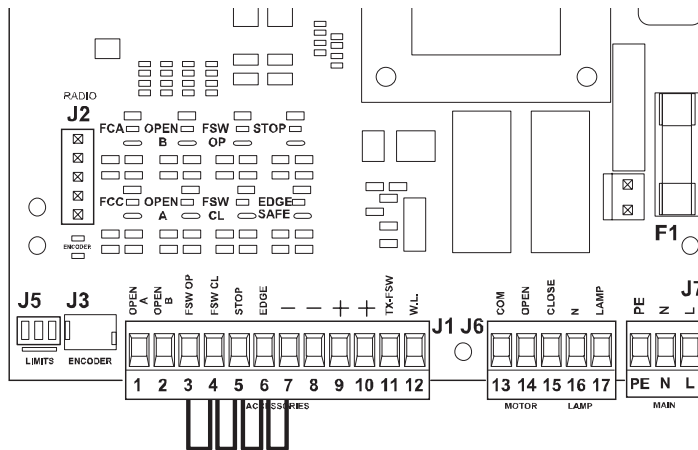 RADIO
J2
FCA OPEN B FSW OP STOP
FCC OPEN A FSW CL EDGE SAFE
ENCODER
F1
J5 J3 OPEN A OPEN B FSW OP FSW CL STOP EDGE – – + + TX-FSW W.L. J1 J6 COM OPEN CLOSE N LAMP PE N L J7
LIMITS ENCODER
1 2 3 4 5 6 7 8 9 10 11 12 13 14 15 16 17 PE N L
ACCESSORIES MOTOR LAMP MAIN